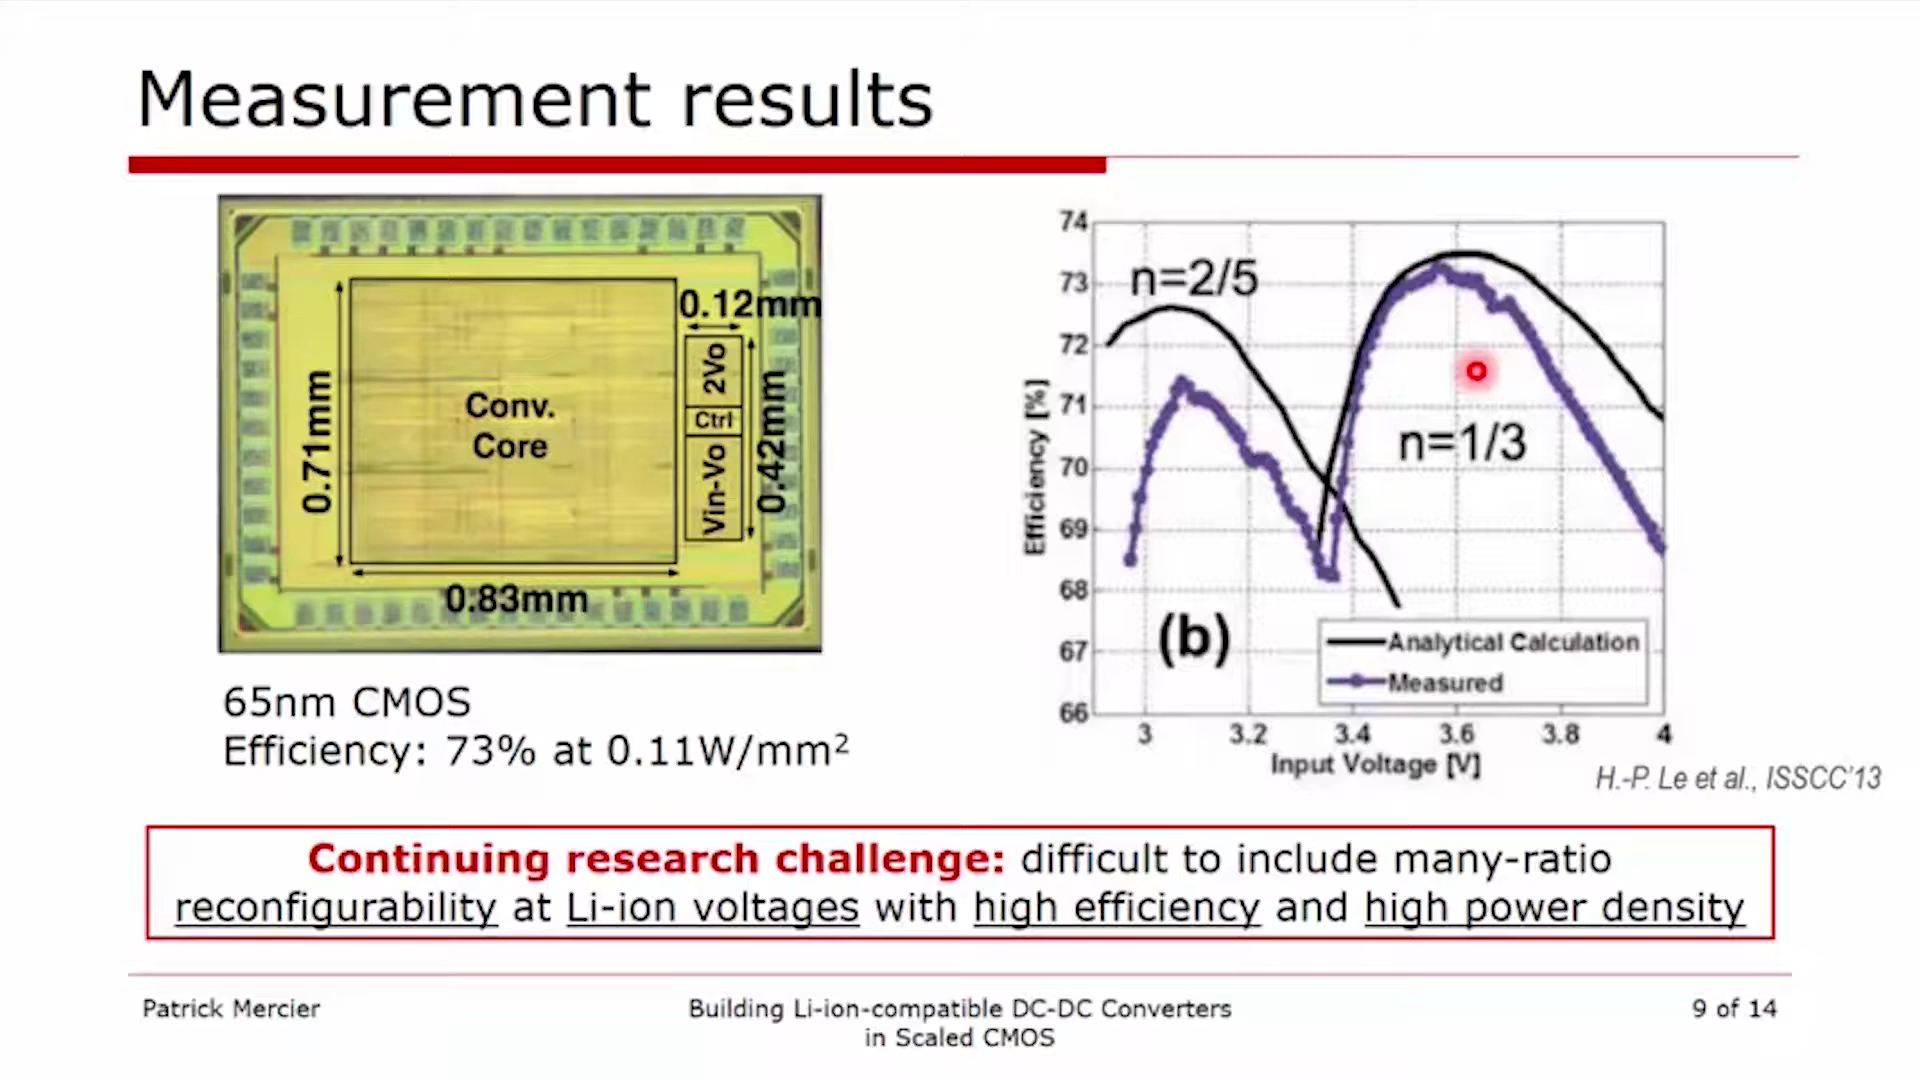 Measurement results
0.12mm
2Vo
Ctrl
Vin-Vo
0.42mm
0.71mm
Conv.
Core
0.83mm
65nm CMOS
Efficiency: 73% at 0.11W/mm²
74
73
72
71
70
69
68
67
66
Efficiency [%]
n=2/5
n=1/3
(b)
Analytical Calculation
Measured
3 3.2 3.4 3.6 3.8 4
Input Voltage [V]
H.-P. Le et al., ISSCC'13
Continuing research challenge: difficult to include many-ratio
reconfigurability at Li-ion voltages with high efficiency and high power density
Patrick Mercier
Building Li-ion-compatible DC-DC Converters
in Scaled CMOS
9 of 14